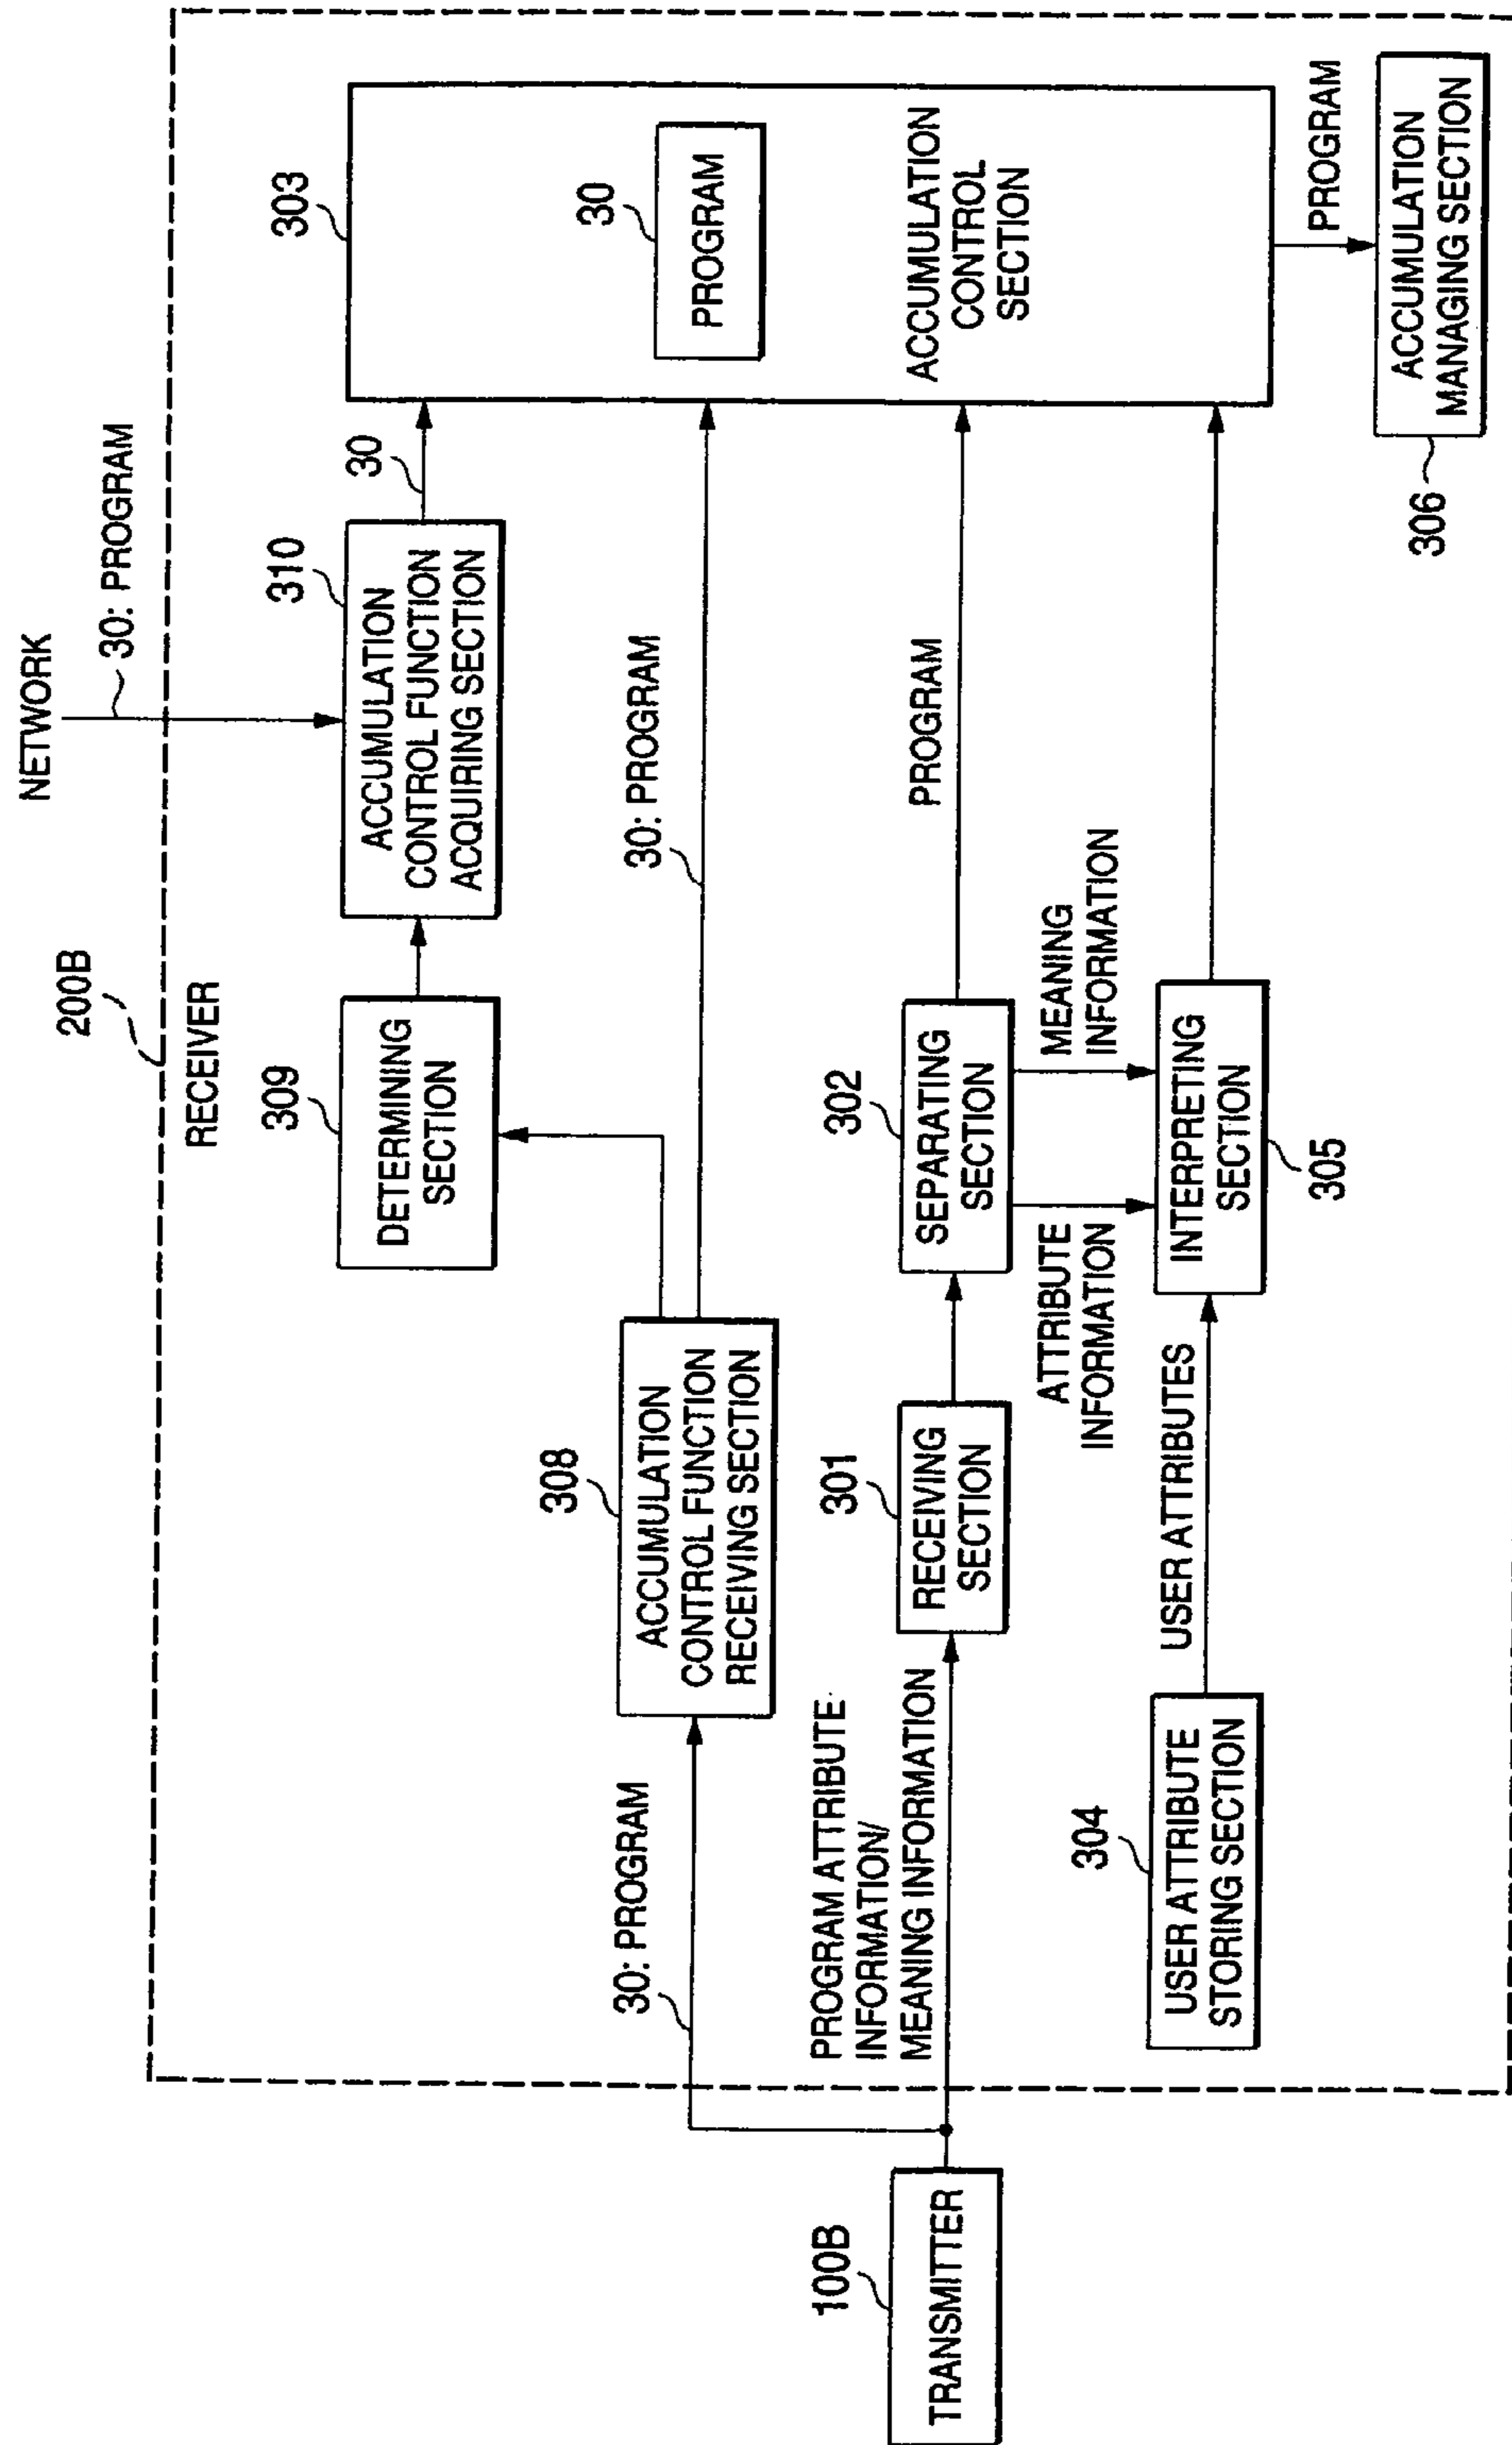 NETWORK
30: PROGRAM
200B
RECEIVER
309
DETERMINING
SECTION
310
ACCUMULATION
CONTROL FUNCTION
ACQUIRING SECTION
30
303
30
PROGRAM
ACCUMULATION
CONTROL
SECTION
30: PROGRAM
308
ACCUMULATION
CONTROL FUNCTION
RECEIVING SECTION
30: PROGRAM
100B
TRANSMITTER
PROGRAM ATTRIBUTE
INFORMATION/
MEANING INFORMATION
301
RECEIVING
SECTION
302
SEPARATING
SECTION
PROGRAM
ATTRIBUTE
INFORMATION
MEANING
INFORMATION
304
USER ATTRIBUTE
STORING SECTION
USER ATTRIBUTES
INTERPRETING
SECTION
305
PROGRAM
ACCUMULATION
MANAGING SECTION
306